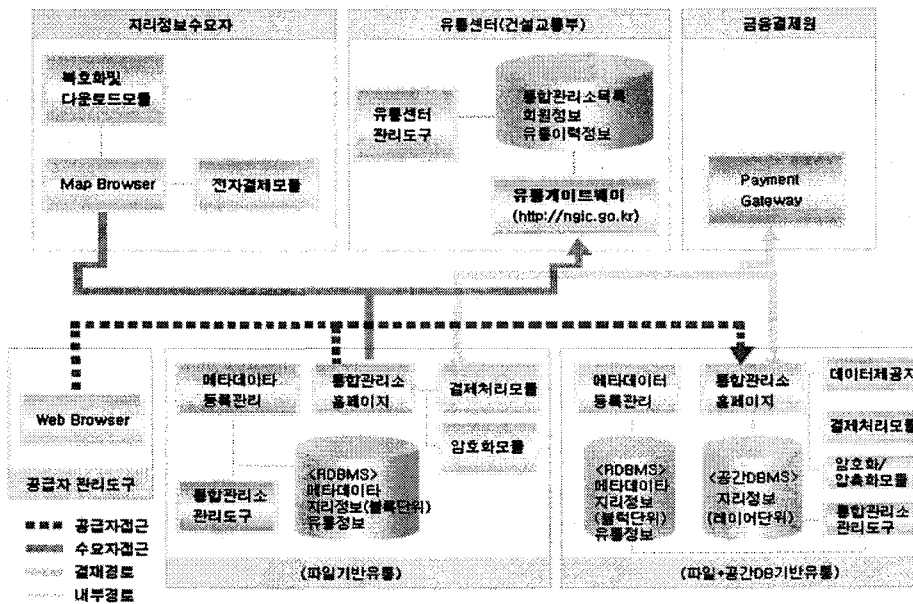 지리정보수요자
유통센터(건설교통부)
금융결제원
복호화및
다운로드모듈
Map Browser
전자결제모듈
유통센터
관리도구
통합관리소목록
회원정보
유통이력정보
유통게이트웨이
(http://ngic.go.kr)
Payment
Gateway
Web Browser
공급자 관리도구
메타데이타
등록관리
통합관리소
홈페이지
결제처리모듈
암호화모듈
통합관리소
관리도구
<RDBMS>
메타데이타
지리정보(블록단위)
유통정보
(파일기반유통)
메타데이터
등록관리
통합관리소
홈페이지
데이터제공자
결제처리모듈
암호화/
압축화모듈
통합관리소
관리도구
<RDBMS>
메타데이타
지리정보
(블럭단위)
유통정보
<공간DBMS>
지리정보
(레이어단위)
(파일+공간DB기반유통)
공급자접근
수요자접근
결재경로
내부경로